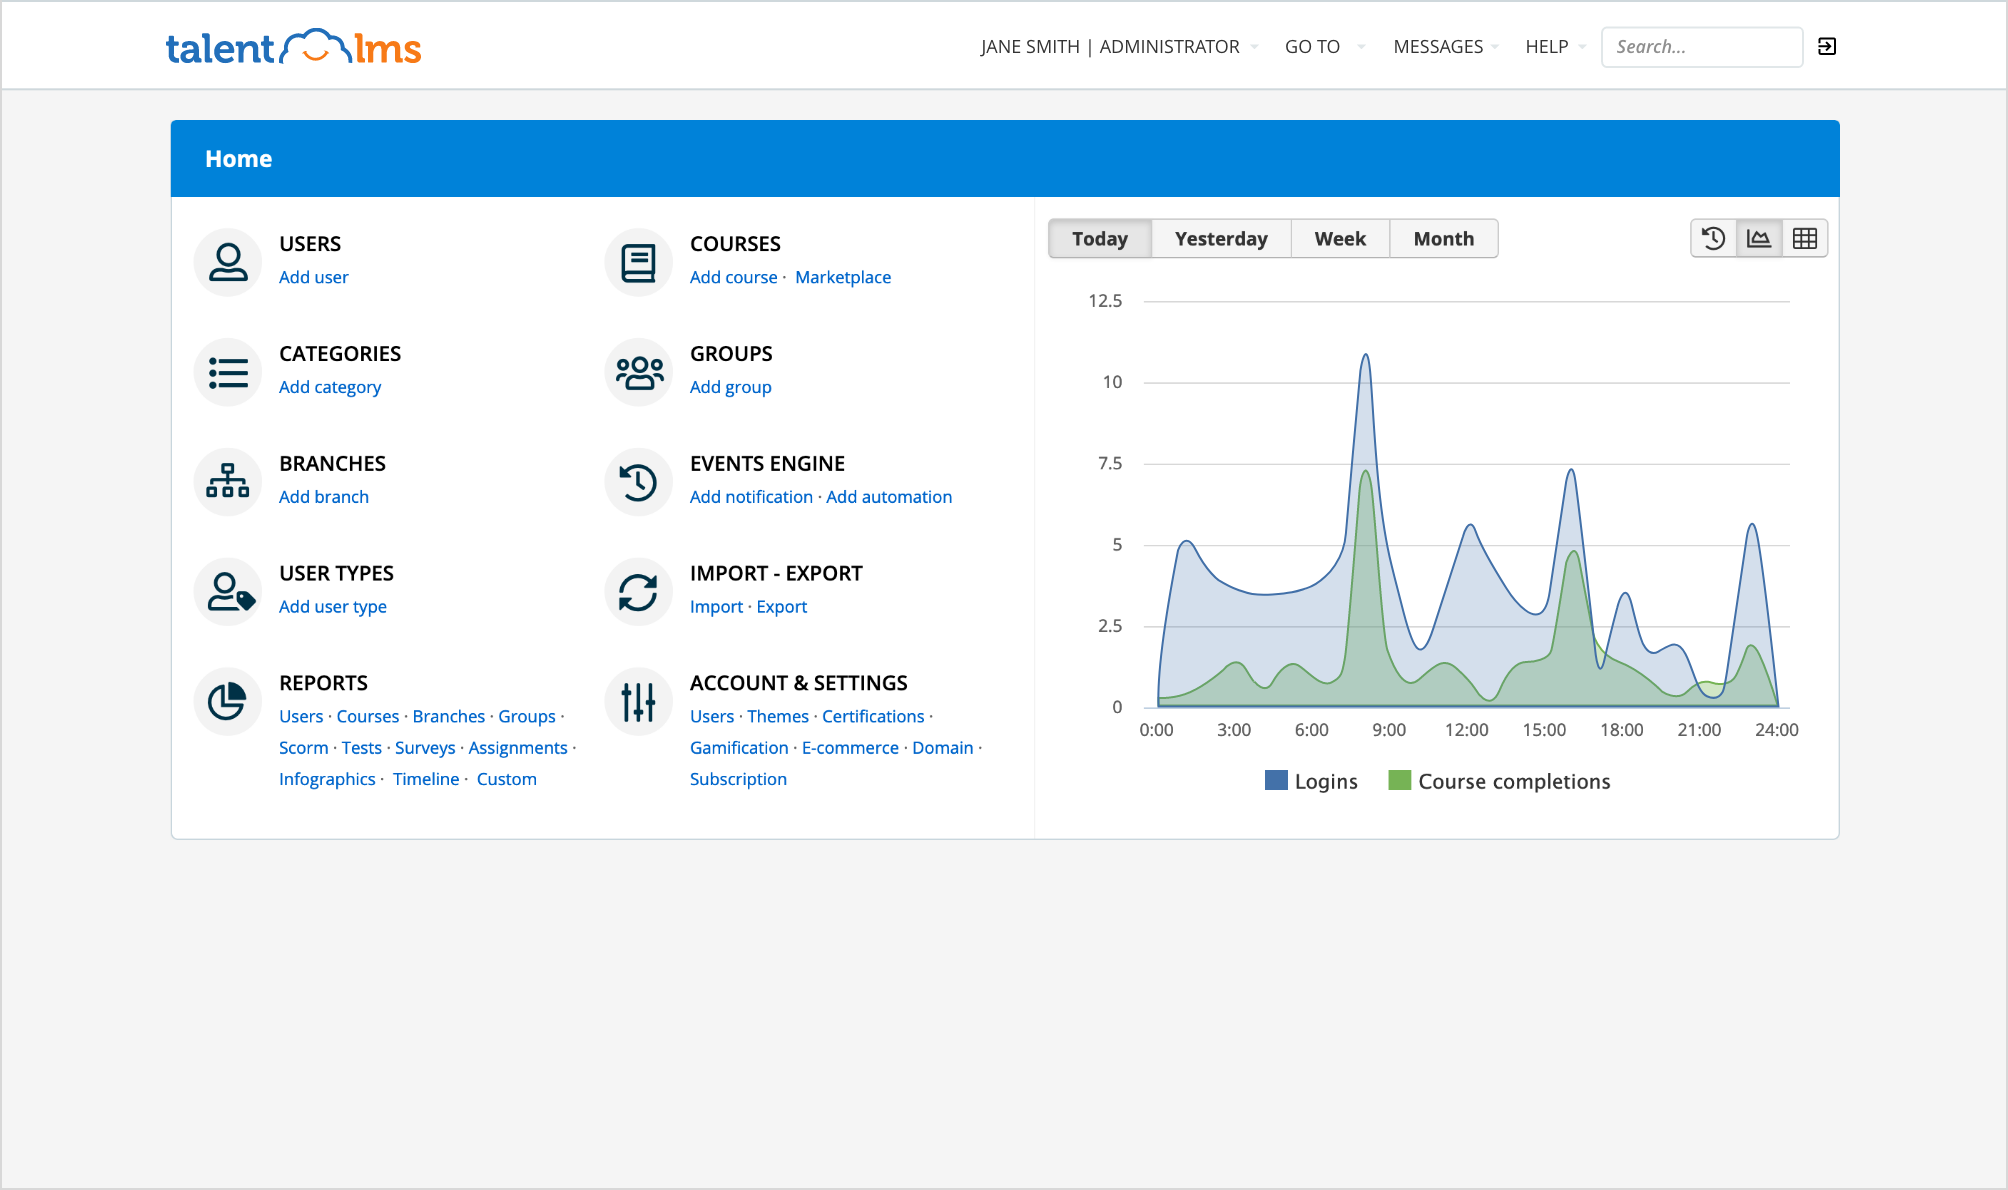 talent lms
JANE SMITH | ADMINISTRATOR GO TO MESSAGES HELP Search...
Home
USERS
Add user
COURSES
Add course · Marketplace
CATEGORIES
Add category
GROUPS
Add group
BRANCHES
Add branch
EVENTS ENGINE
Add notification · Add automation
USER TYPES
Add user type
IMPORT - EXPORT
Import · Export
REPORTS
Users · Courses · Branches · Groups ·
Scorm · Tests · Surveys · Assignments ·
Infographics · Timeline · Custom
ACCOUNT & SETTINGS
Users · Themes · Certifications ·
Gamification · E-commerce · Domain ·
Subscription
Today Yesterday Week Month
12.5
10
7.5
5
2.5
0
0:00 3:00 6:00 9:00 12:00 15:00 18:00 21:00 24:00
Logins Course completions